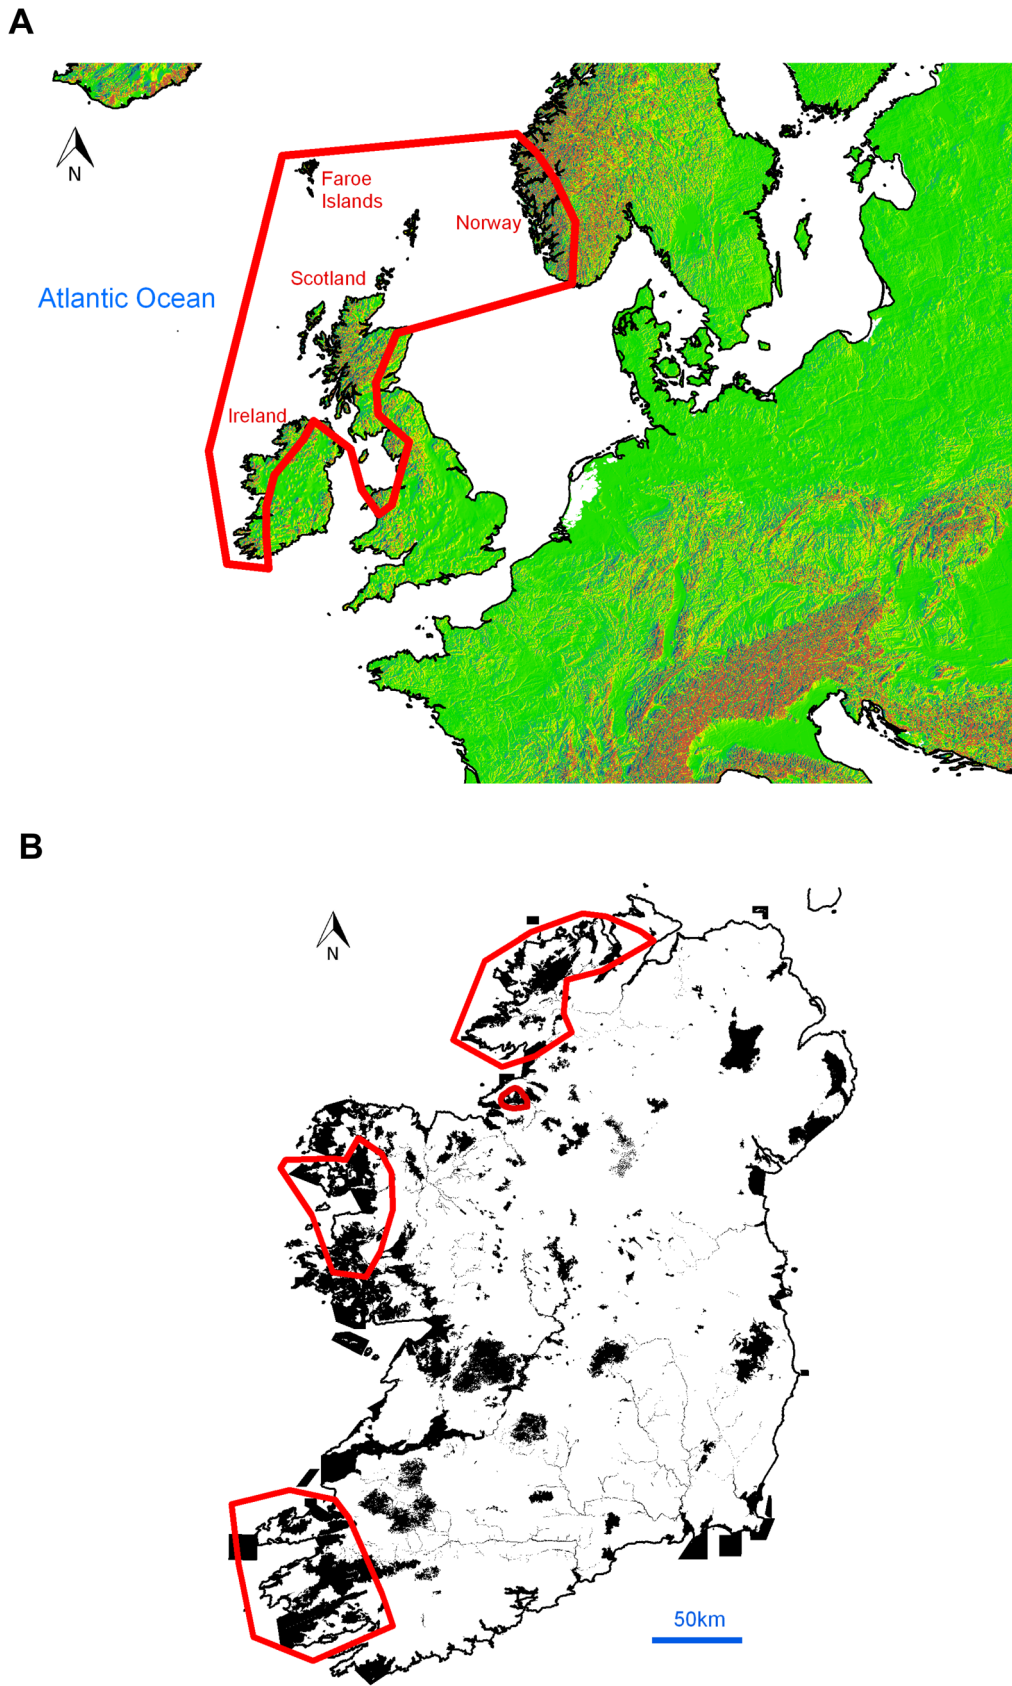 A
N
Faroe
Islands
Norway
Scotland
Atlantic Ocean
Ireland
B
N
50km